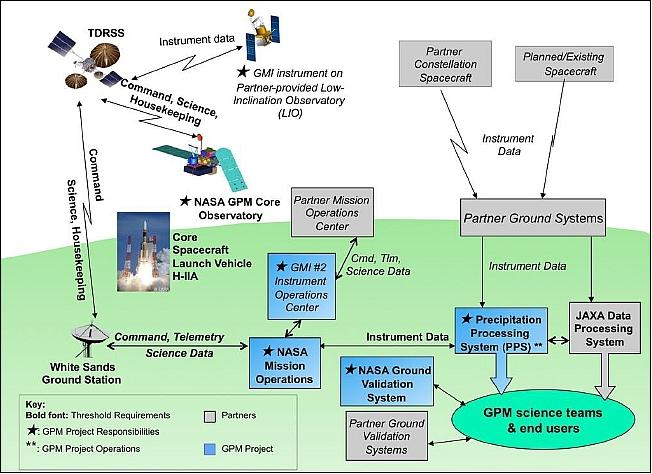 TDRSS
Instrument data
★ GMI instrument on
Partner-provided Low-
Inclination Observatory
(LIO)
Command, Science,
Housekeeping
Partner
Constellation
Spacecraft
Planned/Existing
Spacecraft
Instrument
Data
Command
Science, Housekeeping
★ NASA GPM Core
Observatory
Core
Spacecraft
Launch Vehicle
H-IIA
Partner Mission
Operations
Center
Partner Ground Systems
Cmd, Tlm,
Science Data
★ GMI #2
Instrument
Operations
Center
Instrument Data
★ Precipitation
Processing
System (PPS) **
JAXA Data
Processing
System
White Sands
Ground Station
Command, Telemetry
Science Data
★ NASA
Mission
Operations
Instrument Data
★ NASA Ground
Validation
System
Partner Ground
Validation
Systems
GPM science teams
& end users
Key:
Bold font: Threshold Requirements
★: GPM Project Responsibilities
**: GPM Project Operations
Partners
GPM Project